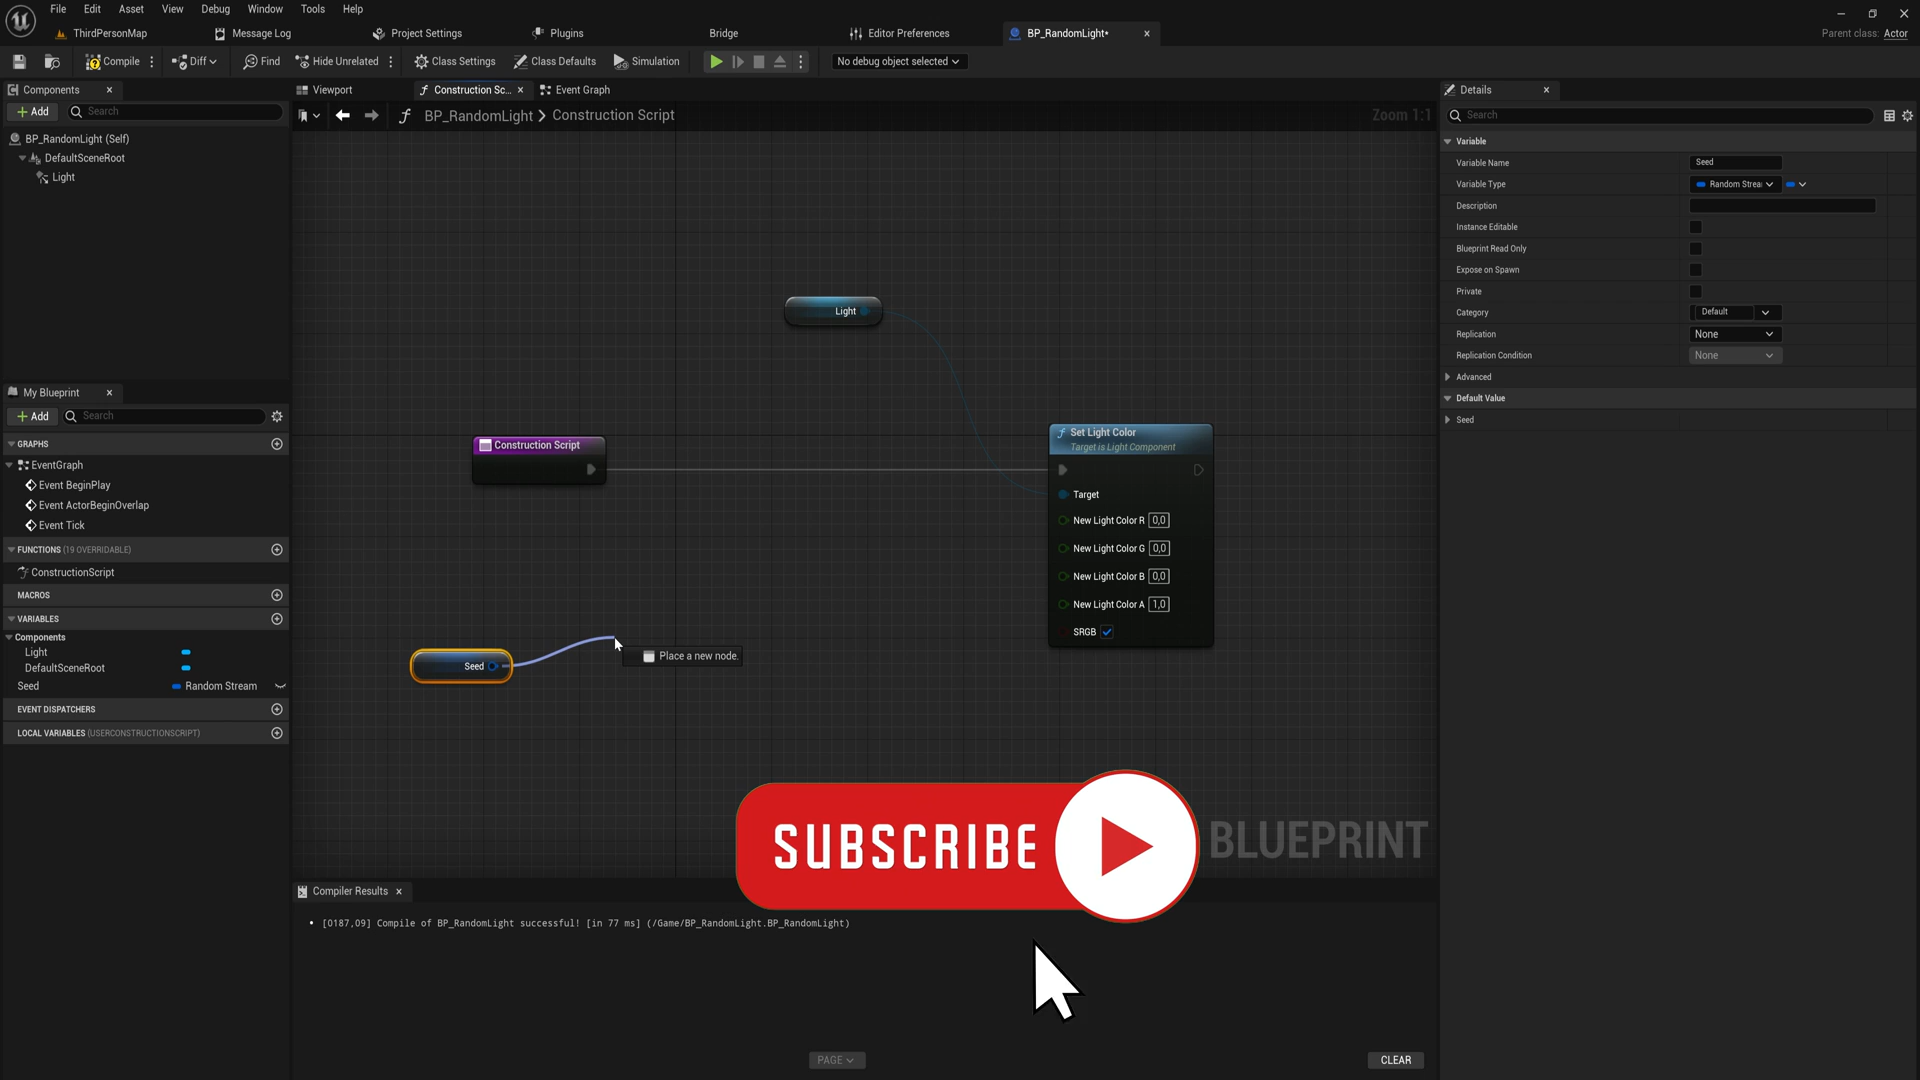 File Edit Asset View Debug Window Tools Help
ThirdPersonMap Message Log Project Settings Plugins Bridge Editor Preferences BP_RandomLight* Parent class: Actor
Compile Diff Find Hide Unrelated Class Settings Class Defaults Simulation No debug object selected
Components
Add Search
BP_RandomLight (Self)
DefaultSceneRoot
Light
My Blueprint
Add Search
GRAPHS
EventGraph
Event BeginPlay
Event ActorBeginOverlap
Event Tick
FUNCTIONS (19 OVERRIDABLE)
ConstructionScript
MACROS
VARIABLES
Components
Light
DefaultSceneRoot
Seed Random Stream
EVENT DISPATCHERS
LOCAL VARIABLES (USERCONSTRUCTIONSCRIPT)
Viewport Construction Sc... Event Graph
BP_RandomLight > Construction Script Zoom 1:1
Light
Construction Script
Set Light Color
Target is Light Component
Target
New Light Color R 0,0
New Light Color G 0,0
New Light Color B 0,0
New Light Color A 1,0
SRGB
Seed
Place a new node.
SUBSCRIBE
BLUEPRINT
Compiler Results
• [0187,09] Compile of BP_RandomLight successful! [in 77 ms] (/Game/BP_RandomLight.BP_RandomLight)
PAGE CLEAR
Details
Search
Variable
Variable Name Seed
Variable Type Random Strea
Description
Instance Editable
Blueprint Read Only
Expose on Spawn
Private
Category Default
Replication None
Replication Condition None
Advanced
Default Value
Seed